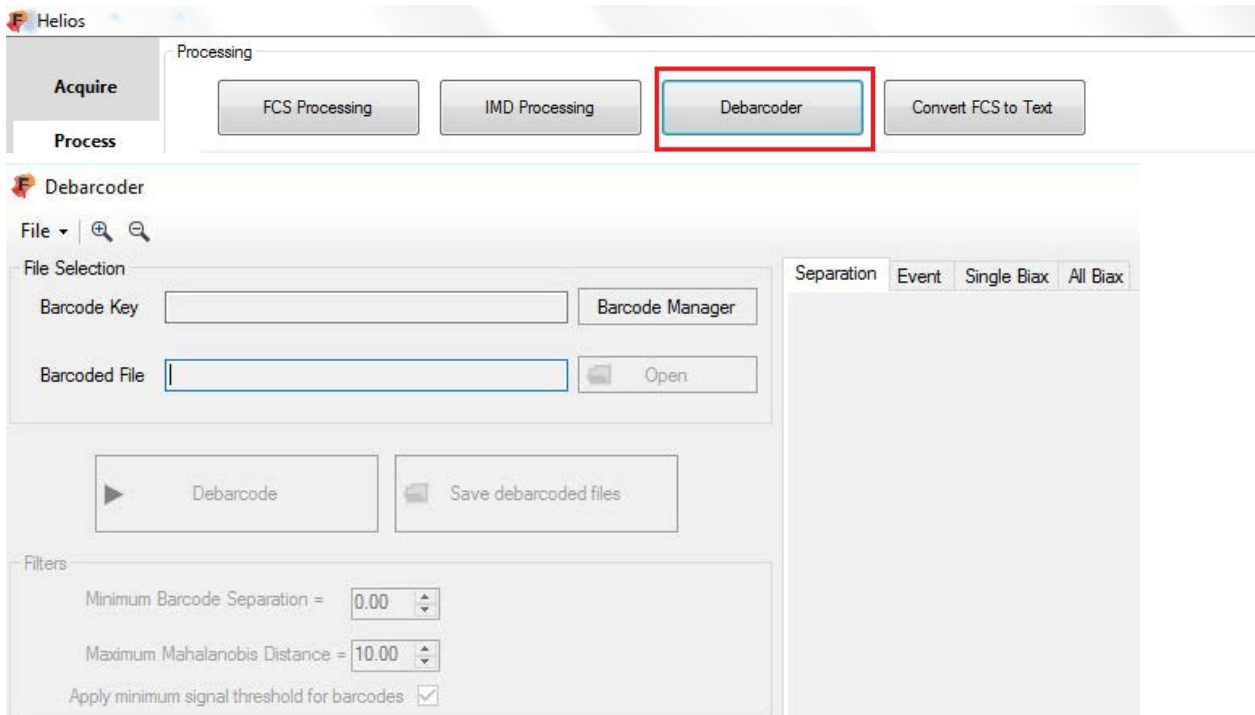 Helios
Processing
Acquire
FCS Processing IMD Processing Debarcoder Convert FCS to Text
Process
Debarcoder
File
File Selection
Separation Event Single Biax All Biax
Barcode Key Barcode Manager
Barcoded File Open
Debarcode Save debarcoded files
Filters
Minimum Barcode Separation = 0.00
Maximum Mahalanobis Distance = 10.00
Apply minimum signal threshold for barcodes